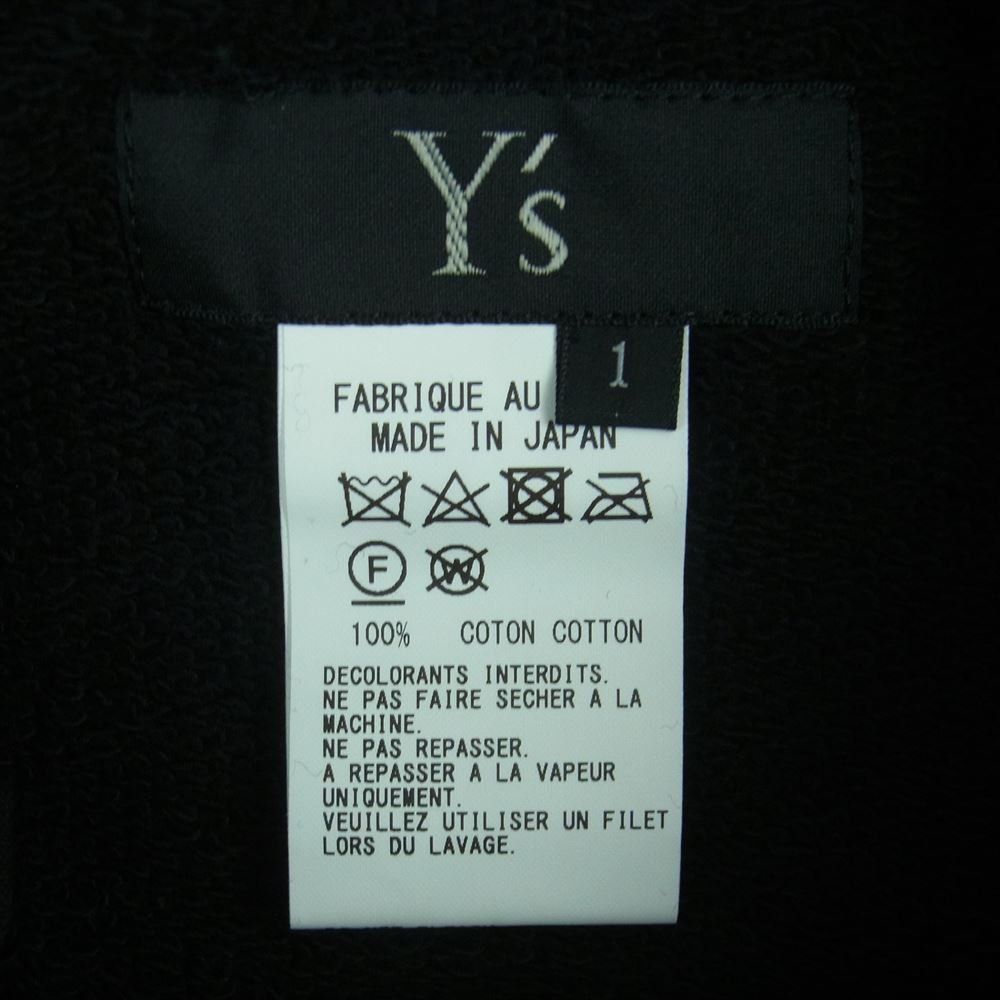 Y's
1
FABRIQUE AU
MADE IN JAPAN
F W
100% COTON COTTON
DECOLORANTS INTERDITS.
NE PAS FAIRE SECHER A LA
MACHINE.
NE PAS REPASSER.
A REPASSER A LA VAPEUR
UNIQUEMENT.
VEUILLEZ UTILISER UN FILET
LORS DU LAVAGE.